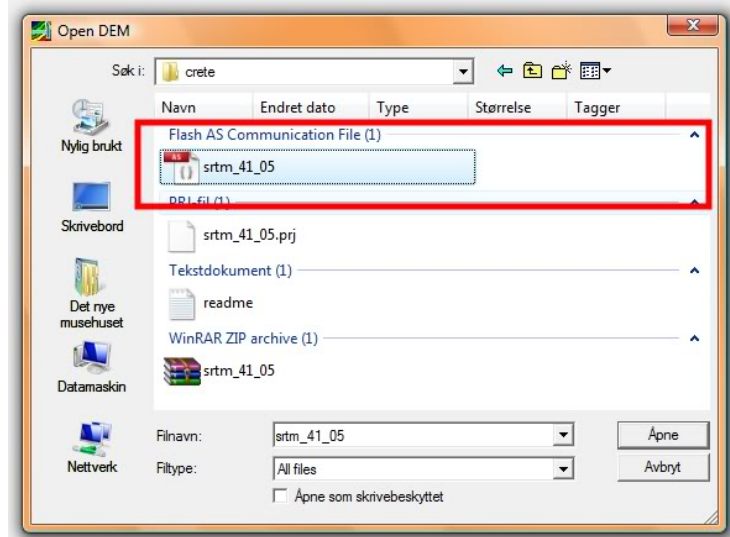 Open DEM
Søk i:
crete
Navn Endret dato Type Størrelse Tagger
Flash AS Communication File (1)
AS
srtm_41_05
PRJ-fil (1)
srtm_41_05.prj
Tekstdokument (1)
readme
WinRAR ZIP archive (1)
srtm_41_05
Nylig brukt
Skrivebord
Det nye
musehuset
Datamaskin
Nettverk
Filnavn: srtm_41_05 Åpne
Filtype: All files Avbryt
Åpne som skrivebeskyttet